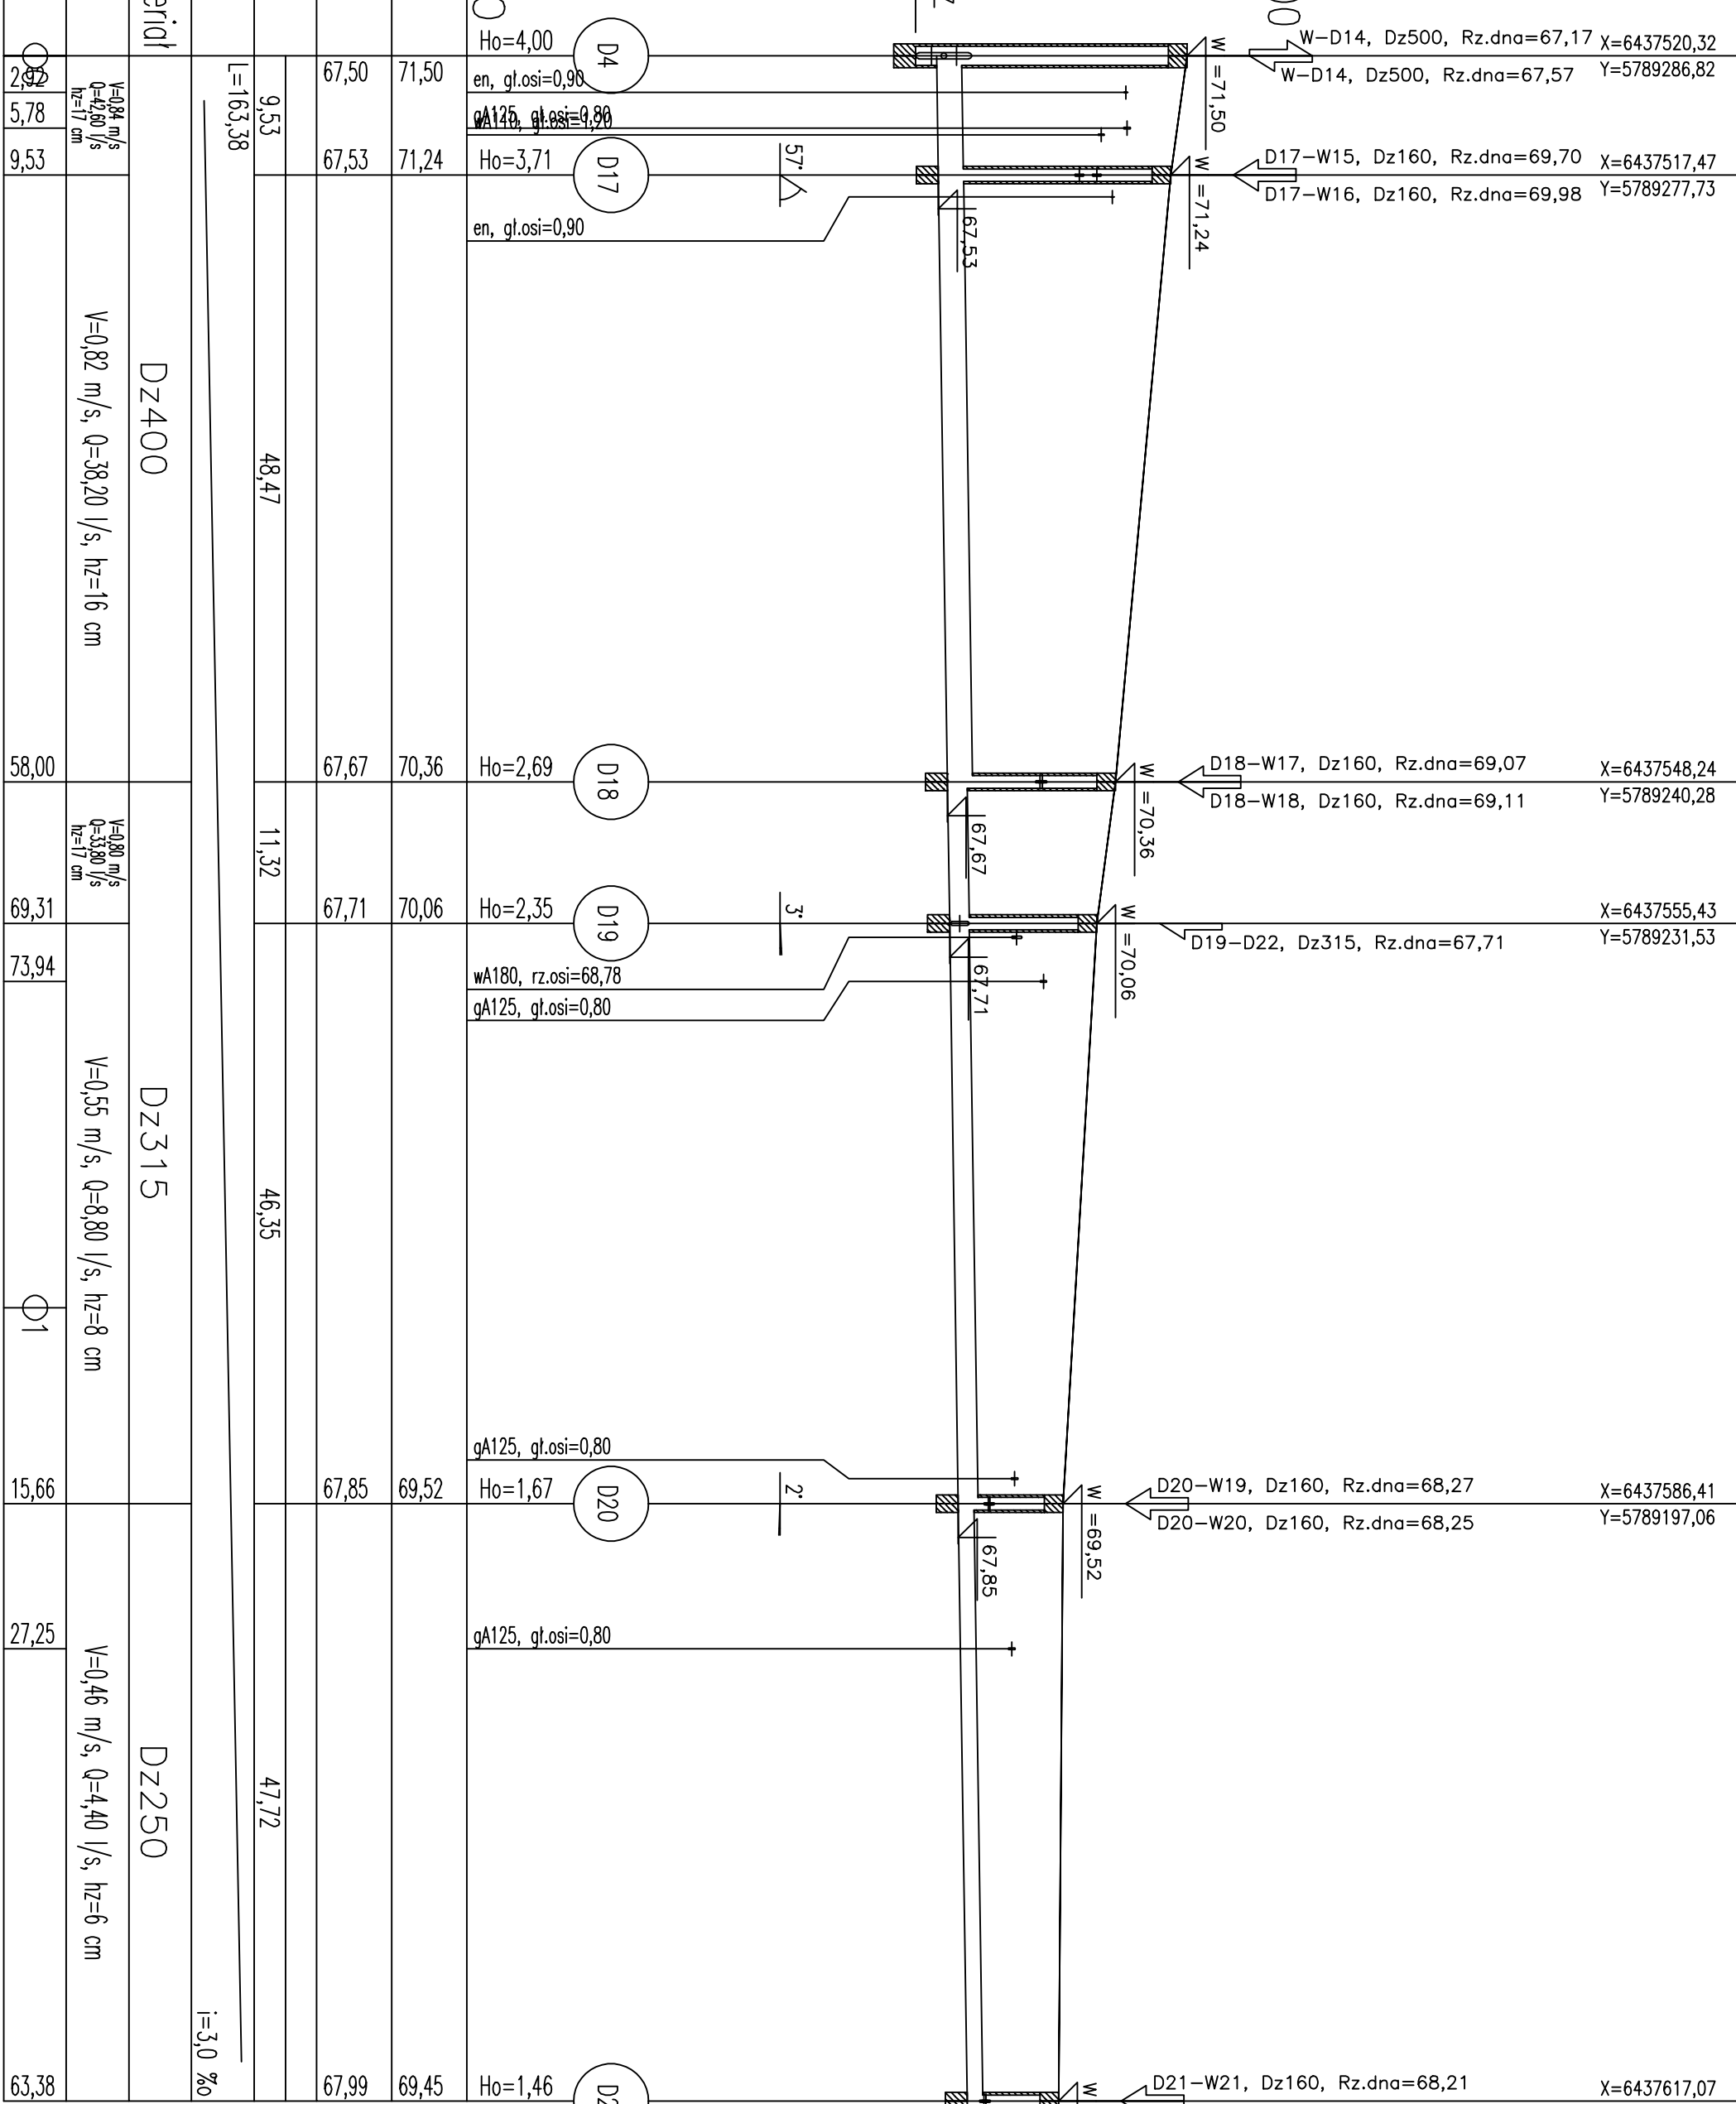 W-D14, Dz500, Rz.dna=67,17
X=6437520,32
W-D14, Dz500, Rz.dna=67,57
Y=5789286,82
W =71,50
D4
Ho=4,00
71,50
67,50
en, gł.osi=0,90
gA125, gł.osi=0,80
L=163,38
9,53
V=0,84 m/s
Q=42,60 l/s
hz=17 cm
2,92
5,78
9,53
67,53
71,24
Ho=3,71
D17
57°
W =71,24
67,53
D17-W15, Dz160, Rz.dna=69,70
X=6437517,47
D17-W16, Dz160, Rz.dna=69,98
Y=5789277,73
en, gł.osi=0,90
V=0,82 m/s, Q=38,20 l/s, hz=16 cm
Dz400
48,47
58,00
67,67
70,36
Ho=2,69
D18
W =70,36
67,67
D18-W17, Dz160, Rz.dna=69,07
X=6437548,24
D18-W18, Dz160, Rz.dna=69,11
Y=5789240,28
V=0,80 m/s
Q=33,80 l/s
hz=17 cm
11,32
69,31
67,71
70,06
Ho=2,35
D19
3°
W =70,06
67,71
X=6437555,43
D19-D22, Dz315, Rz.dna=67,71
Y=5789231,53
73,94
wA180, rz.osi=68,78
gA125, gł.osi=0,80
V=0,55 m/s, Q=8,80 l/s, hz=8 cm
Dz315
46,35
1
gA125, gł.osi=0,80
15,66
67,85
69,52
Ho=1,67
D20
2°
W =69,52
67,85
D20-W19, Dz160, Rz.dna=68,27
X=6437586,41
D20-W20, Dz160, Rz.dna=68,25
Y=5789197,06
27,25
gA125, gł.osi=0,80
V=0,46 m/s, Q=4,40 l/s, hz=6 cm
Dz250
47,72
i=3,0 ‰
63,38
67,99
69,45
Ho=1,46
W
D21-W21, Dz160, Rz.dna=68,21
X=6437617,07